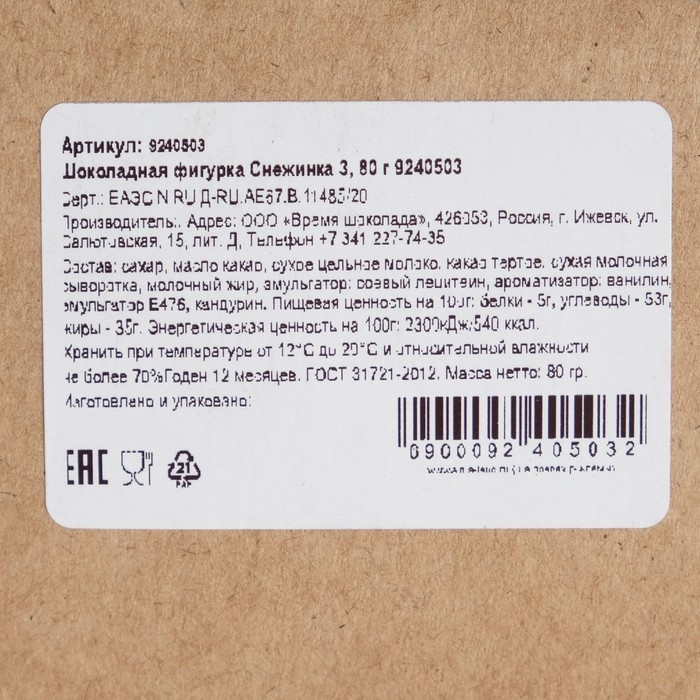 Артикул: 9240503
Шоколадная фигурка Снежинка 3, 80 г 9240503
Серт.: ЕАЭС N RU Д-RU.АЕ67.В.11485/20
Производитель:. Адрес: ООО «Время шоколада», 426053, Россия, г. Ижевск, ул.
Салютовская, 15, лит. Д, Телефон +7 341 227-74-35
Состав: сахар, масло какао, сухое цельное молоко, какао тертое, сухая молочная
сыворотка, молочный жир, эмульгатор: соевый лецитин, ароматизатор: ванилин,
эмульгатор Е476, кандурин. Пищевая ценность на 100г: белки - 5г, углеводы - 53г,
жиры - 35г. Энергетическая ценность на 100г: 2300кДж/540 ккал.
Хранить при температуре от 12°С до 20°С и относительной влажности
не более 70%Годен 12 месяцев. ГОСТ 31721-2012. Масса нетто: 80 гр.
Изготовлено и упаковано:
0900092 405032
EAC
21
PAP